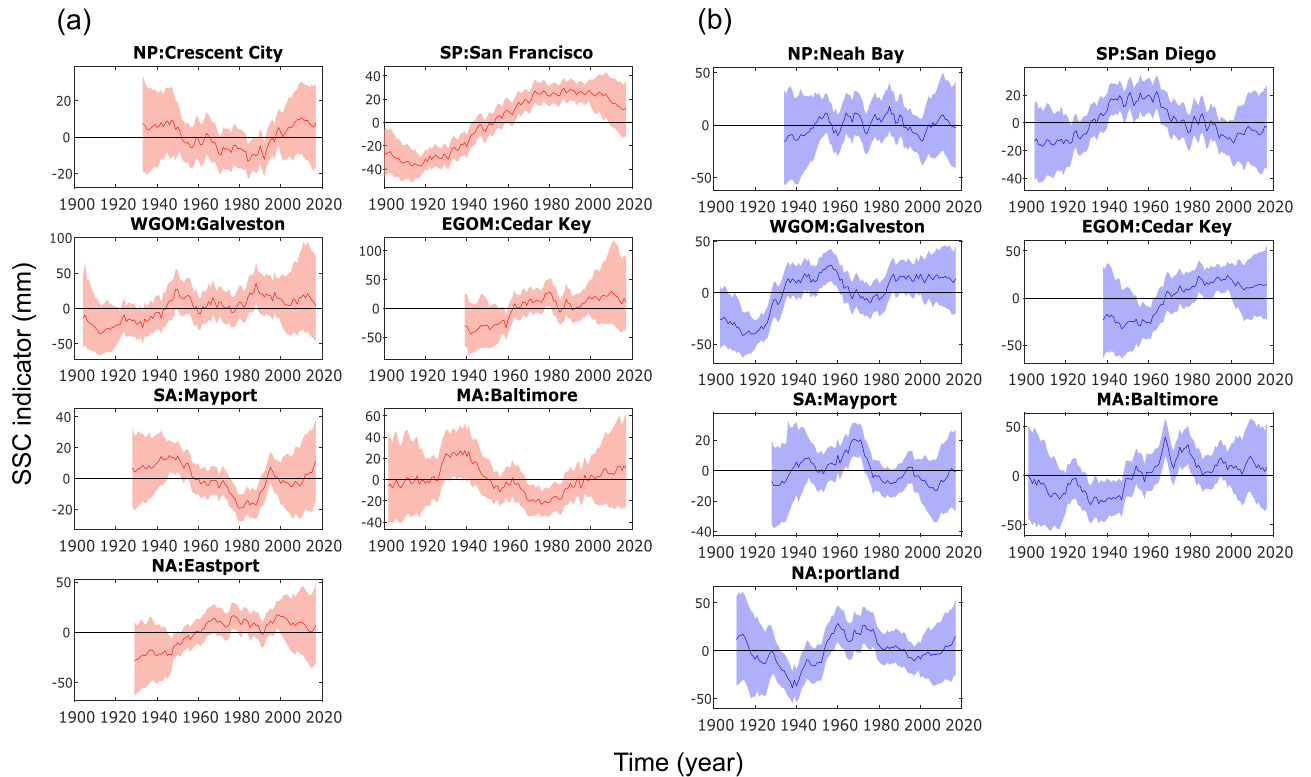 (a)
(b)
NP:Crescent City
SP:San Francisco
NP:Neah Bay
SP:San Diego
20
0
-20
40
20
0
-20
-40
50
0
-50
20
0
-20
-40
1900 1920 1940 1960 1980 2000 2020
1900 1920 1940 1960 1980 2000 2020
1900 1920 1940 1960 1980 2000 2020
1900 1920 1940 1960 1980 2000 2020
WGOM:Galveston
EGOM:Cedar Key
WGOM:Galveston
EGOM:Cedar Key
100
50
0
-50
100
50
0
-50
50
0
-50
50
0
-50
1900 1920 1940 1960 1980 2000 2020
1900 1920 1940 1960 1980 2000 2020
1900 1920 1940 1960 1980 2000 2020
1900 1920 1940 1960 1980 2000 2020
SSC indicator (mm)
SA:Mayport
MA:Baltimore
SA:Mayport
MA:Baltimore
40
20
0
-20
60
40
20
0
-20
-40
20
0
-20
-40
50
0
-50
1900 1920 1940 1960 1980 2000 2020
1900 1920 1940 1960 1980 2000 2020
1900 1920 1940 1960 1980 2000 2020
1900 1920 1940 1960 1980 2000 2020
NA:Eastport
NA:portland
50
0
-50
50
0
-50
1900 1920 1940 1960 1980 2000 2020
1900 1920 1940 1960 1980 2000 2020
Time (year)